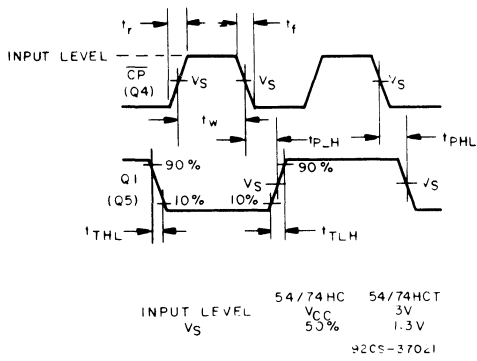 tr
tf
INPUT LEVEL
CP
(Q4)
VS
VS
VS
tw
tP_H
tPHL
90%
90%
Q1
(Q5)
10%
10%
VS
VS
tTHL
tTLH
54/74HC 54/74HCT
INPUT LEVEL VCC 3V
VS 50% 1.3V
92CS-37021